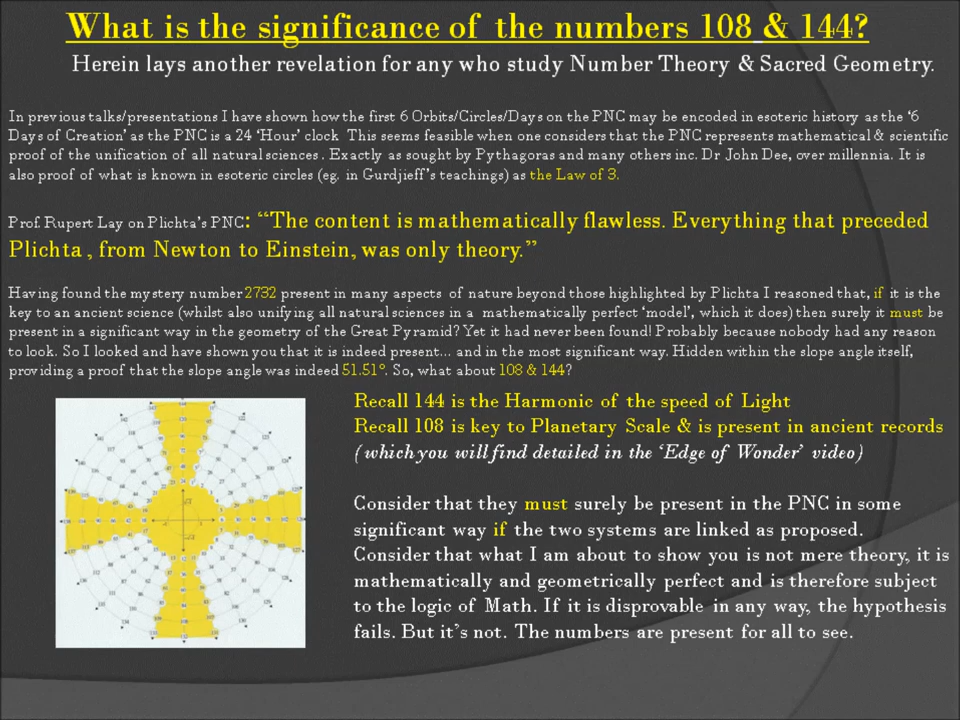 What is the significance of the numbers 108 & 144?
Herein lays another revelation for any who study Number Theory & Sacred Geometry.
In previous talks/presentations I have shown how the first 6 Orbits/Circles/Days on the PNC may be encoded in esoteric history as the ‘6
Days of Creation’ as the PNC is a 24 ‘Hour’ clock This seems feasible when one considers that the PNC represents mathematical & scientific
proof of the unification of all natural sciences . Exactly as sought by Pythagoras and many others inc. Dr John Dee, over millennia. It is
also proof of what is known in esoteric circles (eg. in Gurdjieff’s teachings) as the Law of 3.
Prof. Rupert Lay on Plichta’s PNC: “The content is mathematically flawless. Everything that preceded
Plichta , from Newton to Einstein, was only theory.”
Having found the mystery number 2732 present in many aspects of nature beyond those highlighted by Plichta I reasoned that, if it is the
key to an ancient science (whilst also unifying all natural sciences in a mathematically perfect ‘model’, which it does) then surely it must be
present in a significant way in the geometry of the Great Pyramid? Yet it had never been found! Probably because nobody had any reason
to look. So I looked and have shown you that it is indeed present... and in the most significant way. Hidden within the slope angle itself,
providing a proof that the slope angle was indeed 51.51°. So, what about 108 & 144?
Recall 144 is the Harmonic of the speed of Light
Recall 108 is key to Planetary Scale & is present in ancient records
(which you will find detailed in the ‘Edge of Wonder’ video)
Consider that they must surely be present in the PNC in some
significant way if the two systems are linked as proposed.
Consider that what I am about to show you is not mere theory, it is
mathematically and geometrically perfect and is therefore subject
to the logic of Math. If it is disprovable in any way, the hypothesis
fails. But it’s not. The numbers are present for all to see.